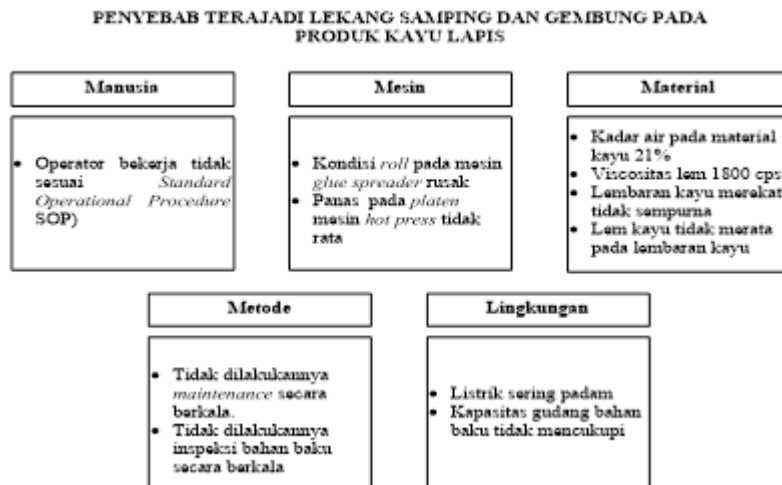 PENYEBAB TERAJADI LEKANG SAMPING DAN GEMBUNG PADA
PRODUK KAYU LAPIS
Manusia
• Operator bekerja tidak
sesuai Standard
Operational Procedure
SOP)
Mesin
• Kondisi roll pada mesin
glue spreader rusak
• Panas pada platen
mesin hot press tidak
rata
Material
• Kadar air pada material
kayu 21%
• Viscositas lem 1800 cps
• Lembaran kayu merekat
tidak sempurna
• Lem kayu tidak merata
pada lembaran kayu
Metode
• Tidak dilakukannya
maintenance secara
berkala.
• Tidak dilakukannya
inspeksi bahan baku
secara berkala
Lingkungan
• Listrik sering padam
• Kapasitas gudang bahan
baku tidak mencukupi